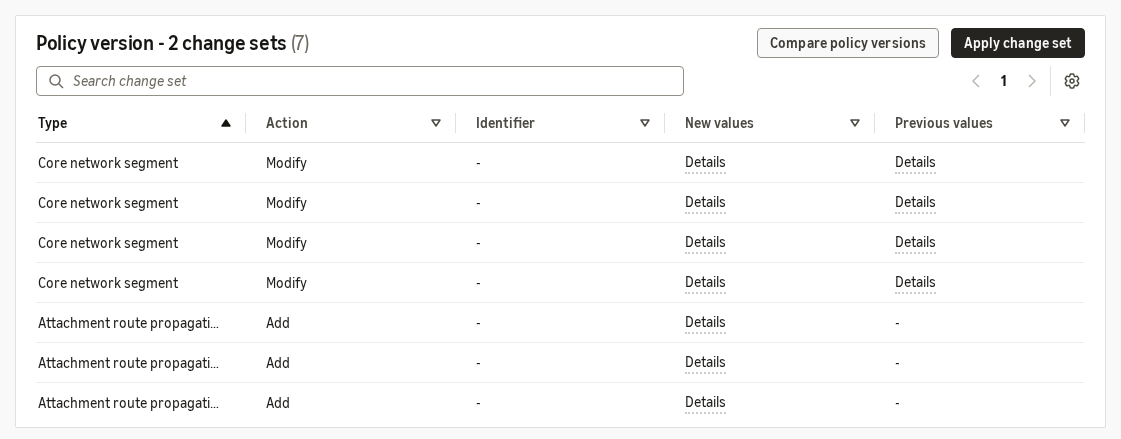 Policy version - 2 change sets (7)
Compare policy versions
Apply change set
Search change set
1
Type Action Identifier New values Previous values
Core network segment Modify - Details Details
Core network segment Modify - Details Details
Core network segment Modify - Details Details
Core network segment Modify - Details Details
Attachment route propagati... Add - Details -
Attachment route propagati... Add - Details -
Attachment route propagati... Add - Details -